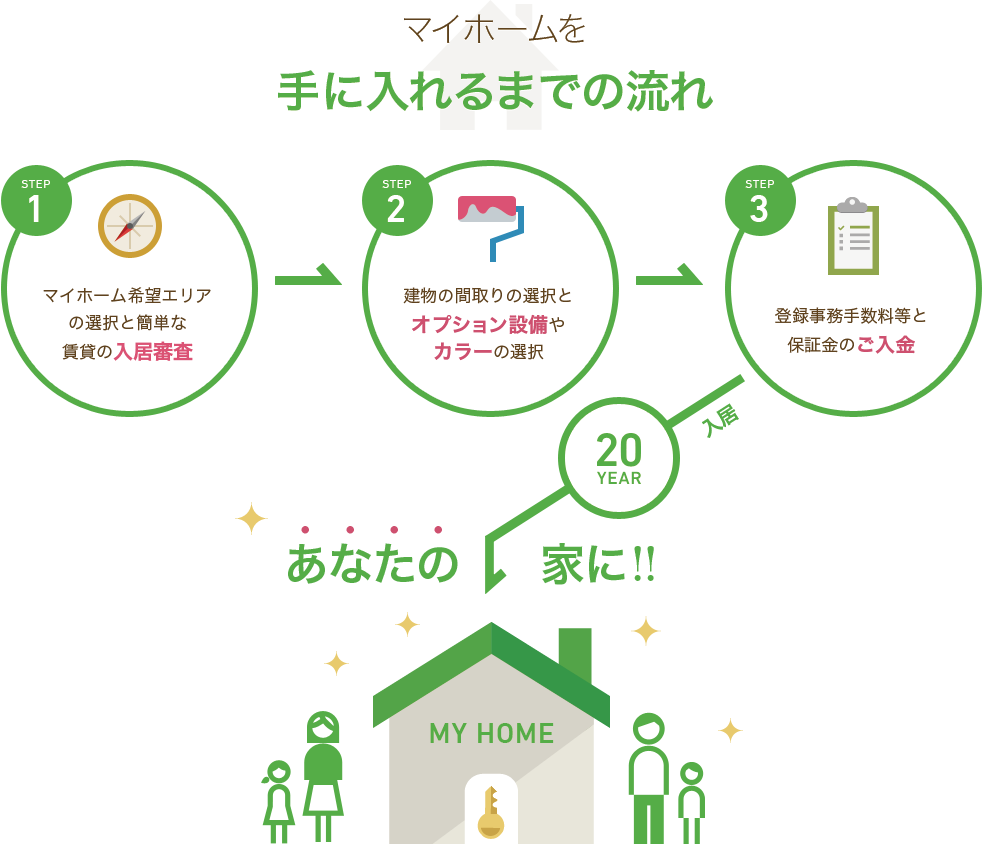 マイホームを
手に入れるまでの流れ
STEP
1
マイホーム希望エリア
の選択と簡単な
賃貸の入居審査
STEP
2
建物の間取りの選択と
オプション設備や
カラーの選択
STEP
3
登録事務手数料等と
保証金のご入金
入居
20
YEAR
あなたの 家に!!
MY HOME